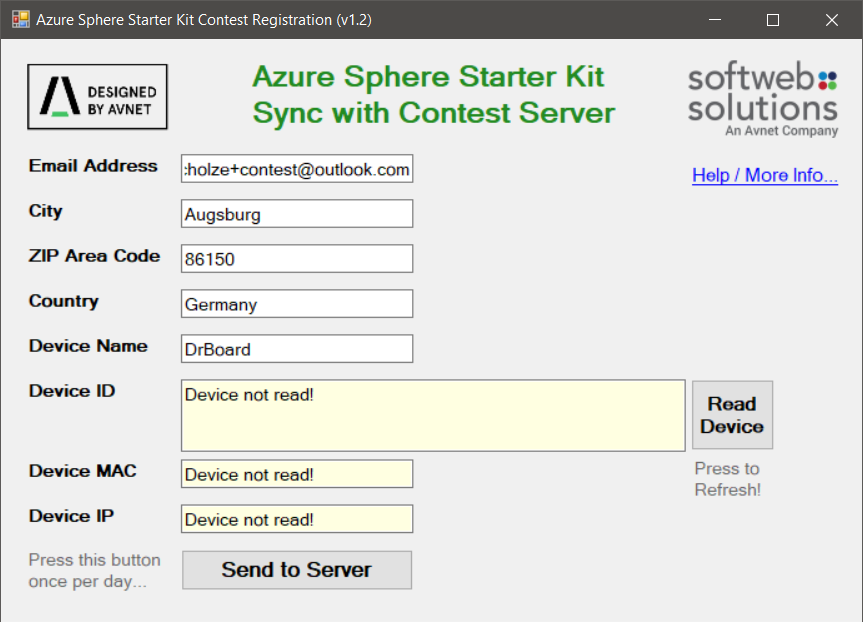 Azure Sphere Starter Kit Contest Registration (v1.2)
DESIGNED
BY AVNET
Azure Sphere Starter Kit
Sync with Contest Server
softweb
solutions
An Avnet Company
Help / More Info...
Email Address
:holze+contest@outlook.com
City
Augsburg
ZIP Area Code
86150
Country
Germany
Device Name
DrBoard
Device ID
Device not read!
Read
Device
Press to
Refresh!
Device MAC
Device not read!
Device IP
Device not read!
Press this button
once per day...
Send to Server